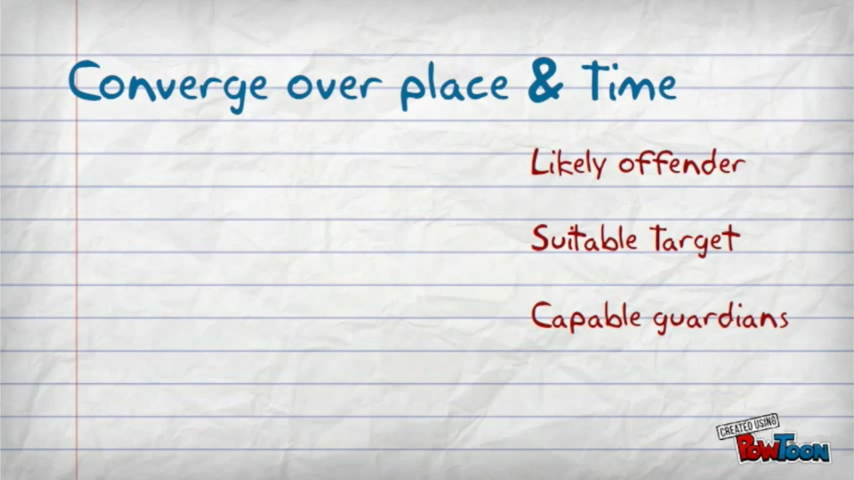 Converge over place & Time
Likely offender
Suitable Target
Capable guardians
CREATED USING
PowToon